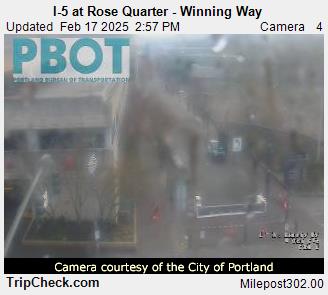 I-5 at Rose Quarter - Winning Way
Updated Feb 17 2025 2:57 PM Camera 4
PBOT
PORTLAND BUREAU OF TRANSPORTATION
Camera courtesy of the City of Portland
TripCheck.com Milepost302.00